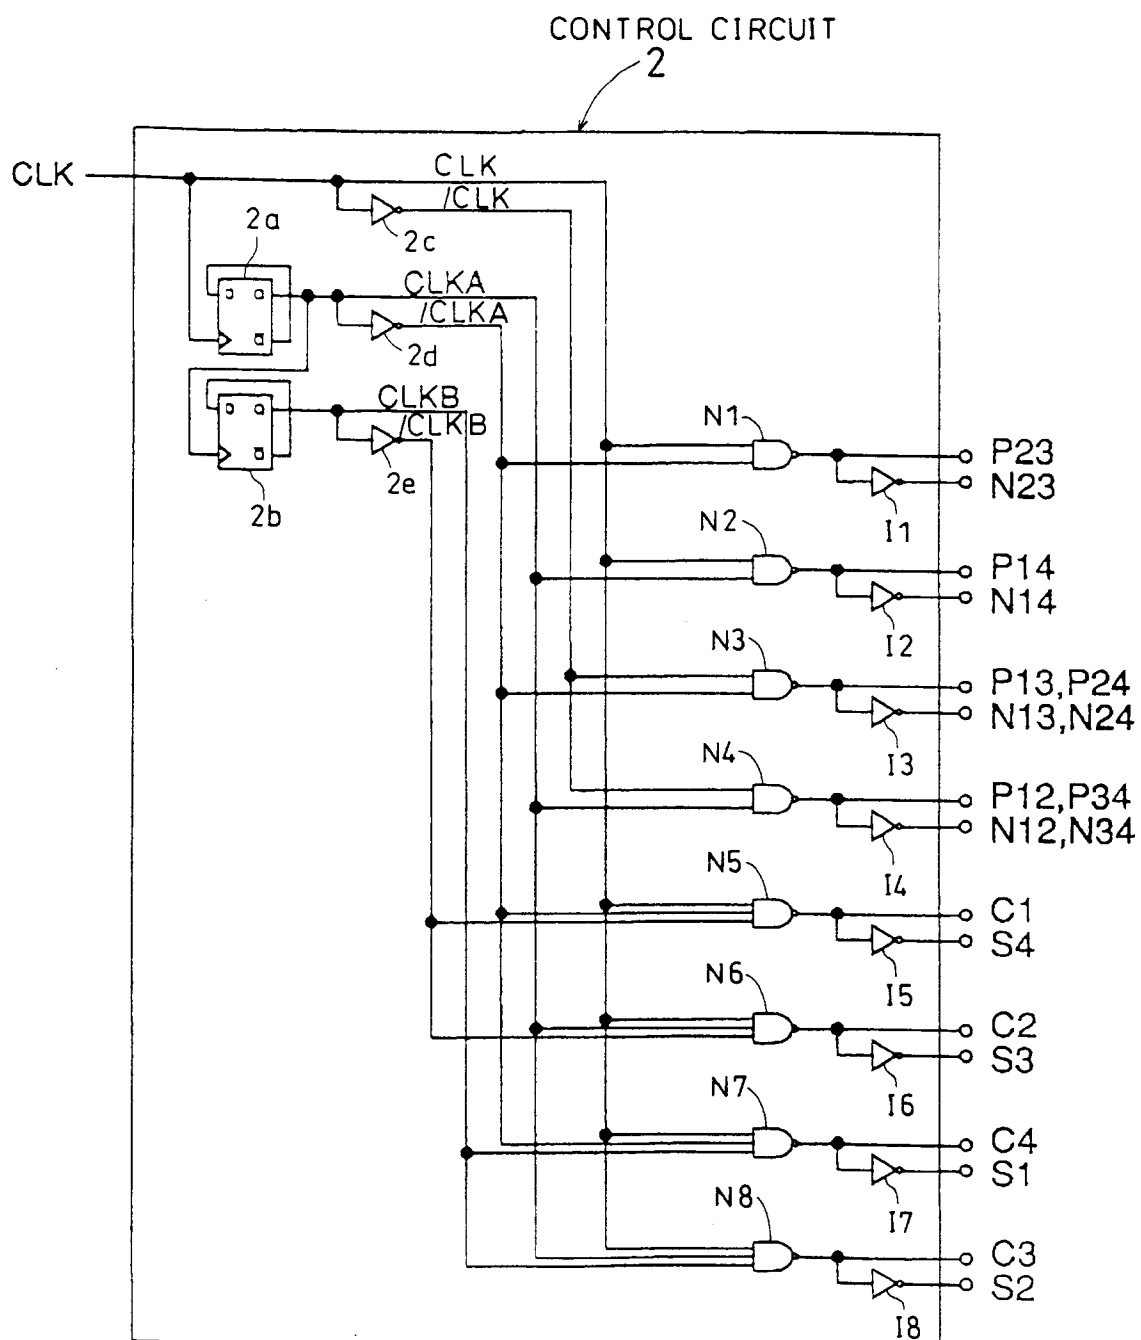 CONTROL CIRCUIT
2
CLK
CLK
/CLK
2c
2a
CLKA
/CLKA
2d
CLKB
/CLKB
2e
2b
N1
P23
N23
I1
N2
P14
N14
I2
N3
P13,P24
N13,N24
I3
N4
P12,P34
N12,N34
I4
N5
C1
S4
I5
N6
C2
S3
I6
N7
C4
S1
I7
N8
C3
S2
I8